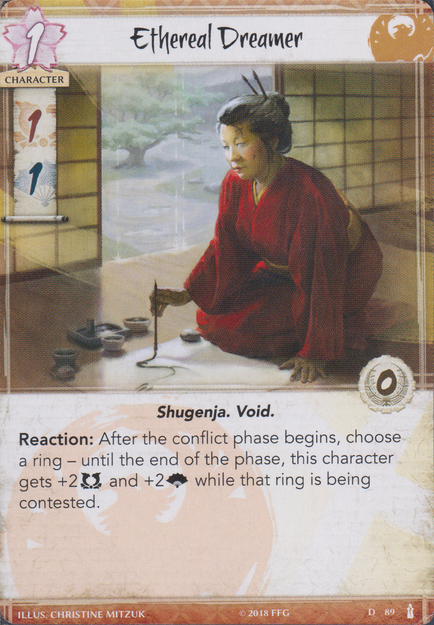 1
Ethereal Dreamer
CHARACTER
1
1
0
Shugenja. Void.
Reaction: After the conflict phase begins, choose
a ring – until the end of the phase, this character
gets +2 and +2 while that ring is being
contested.
ILLUS. CHRISTINE MITZUK © 2018 FFG D 89